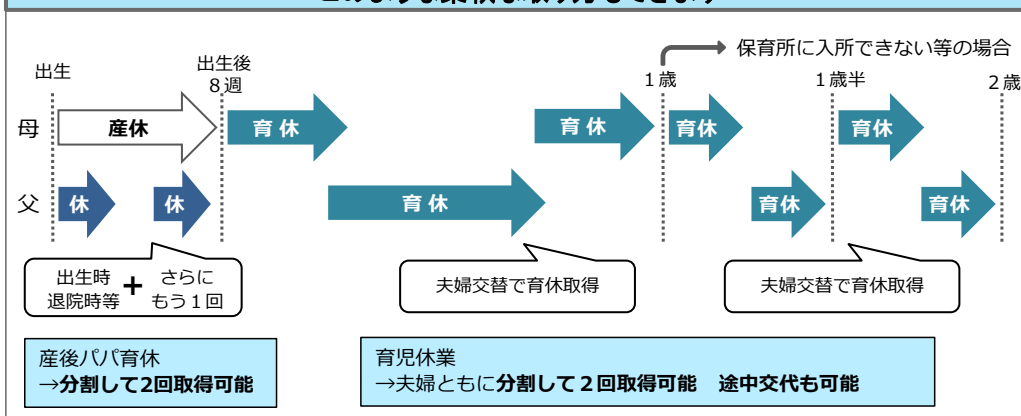 保育所に入所できない等の場合
出生
出生後
8週
1歳
1歳半
2歳
母
産休
育休
育休
育休
育休
父
休
休
育休
育休
育休
出生時
退院時等
+
さらに
もう1回
夫婦交替で育休取得
夫婦交替で育休取得
産後パパ育休
→分割して2回取得可能
育児休業
→夫婦ともに分割して2回取得可能 途中交代も可能